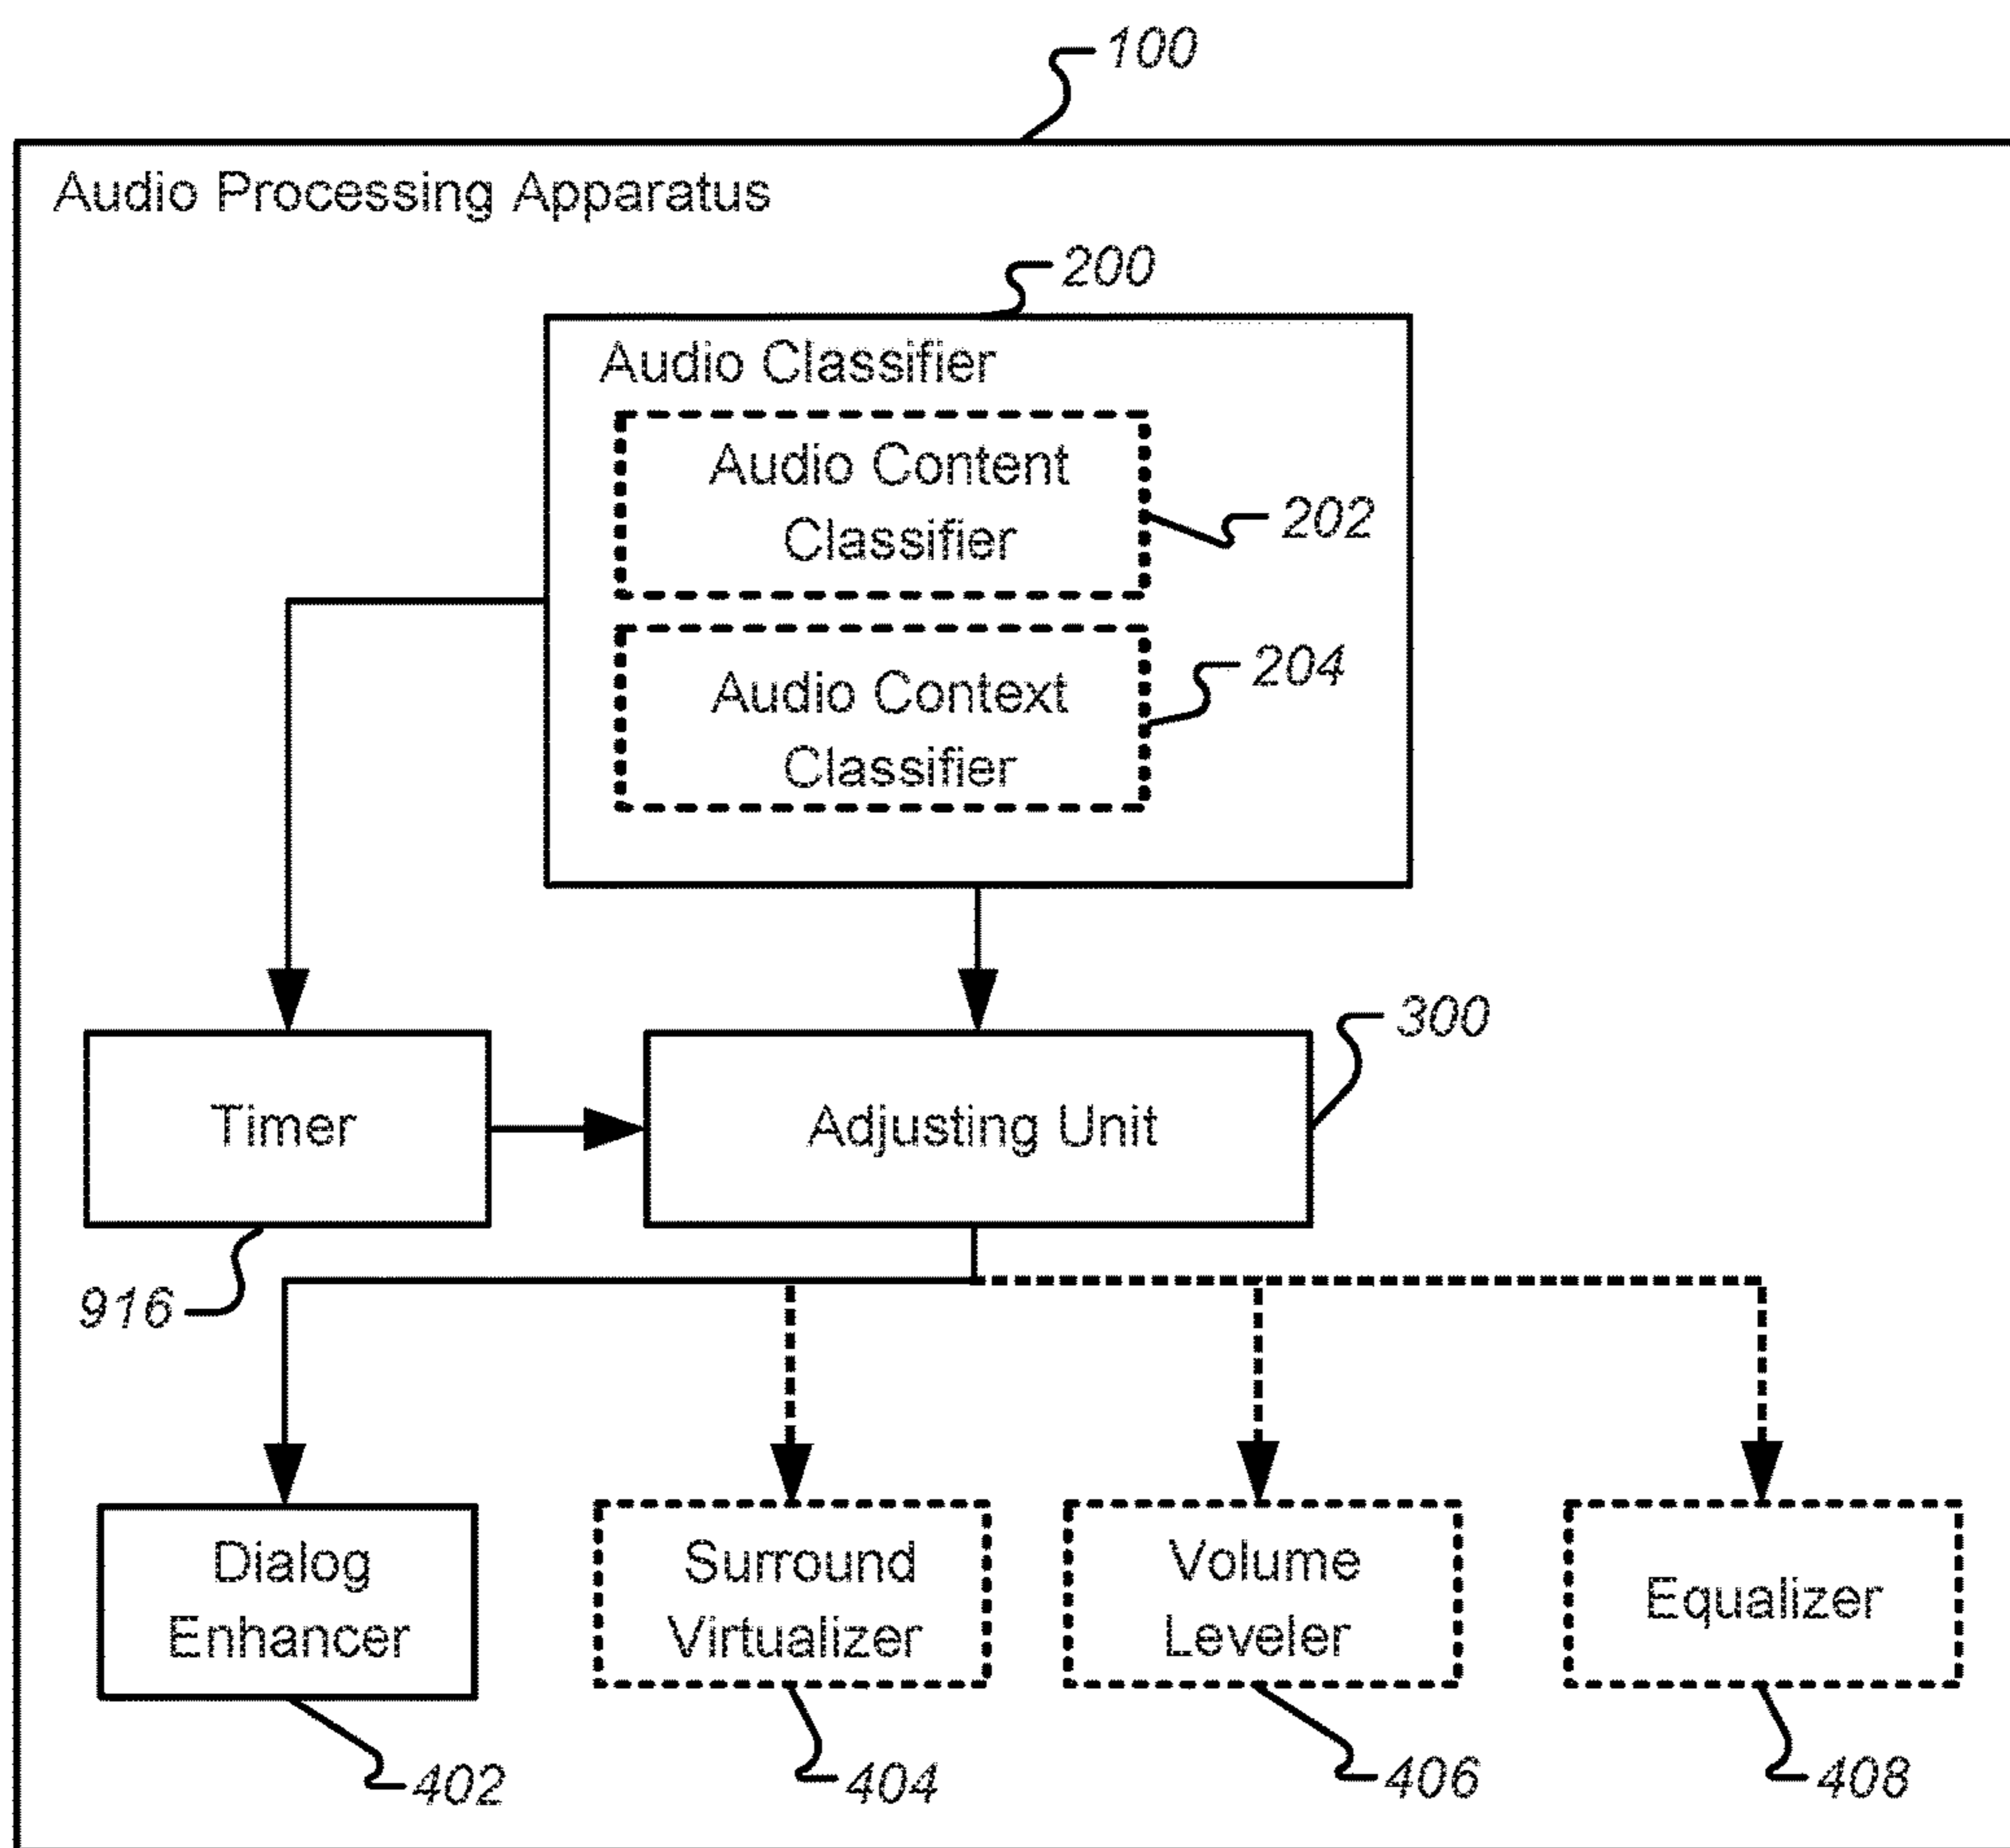 100
Audio Processing Apparatus
200
Audio Classifier
Audio Content
Classifier
202
Audio Context
Classifier
204
300
Timer
Adjusting Unit
916
Dialog
Enhancer
Surround
Virtualizer
Volume
Leveler
Equalizer
402
404
406
408